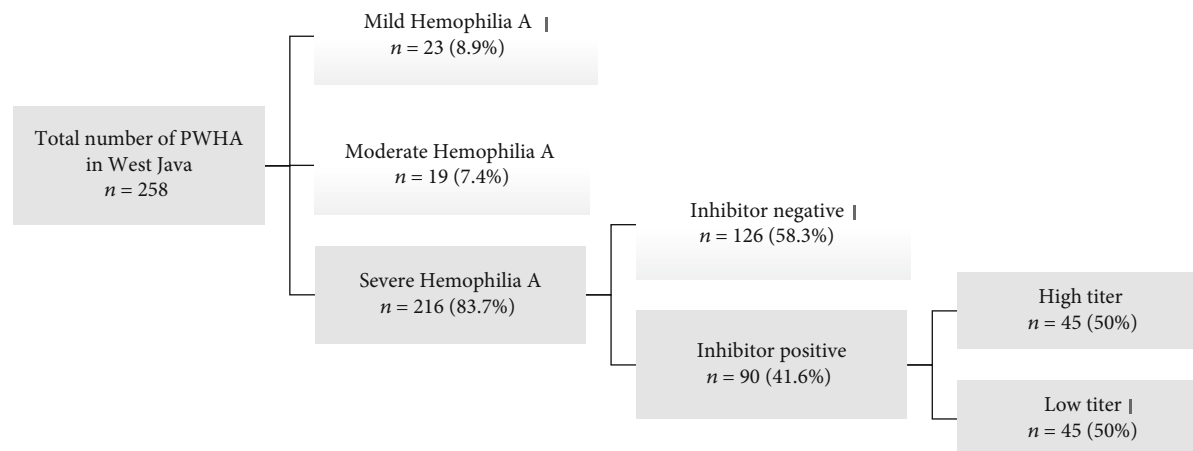 Total number of PWHA
in West Java
n = 258
Mild Hemophilia A ||
n = 23 (8.9%)
Moderate Hemophilia A
n = 19 (7.4%)
Severe Hemophilia A
n = 216 (83.7%)
Inhibitor negative ||
n = 126 (58.3%)
Inhibitor positive
n = 90 (41.6%)
High titer
n = 45 (50%)
Low titer ||
n = 45 (50%)